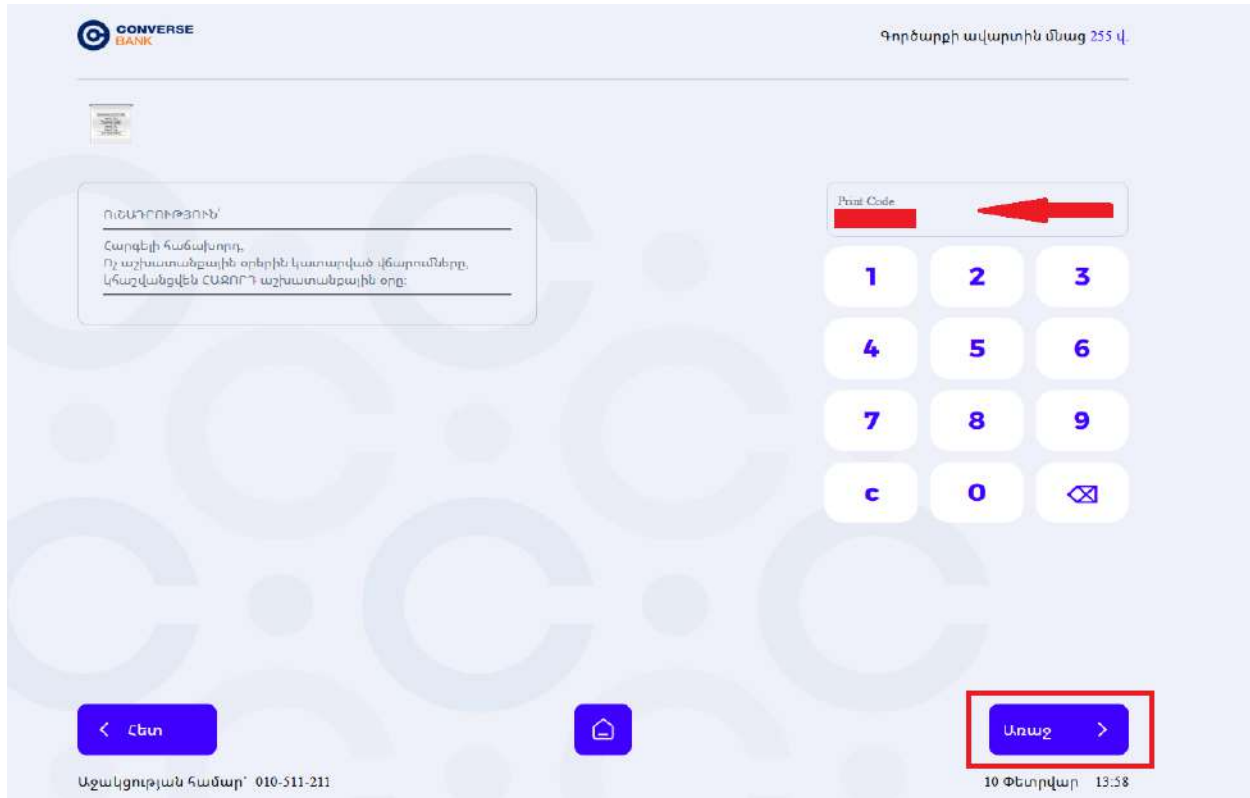 CONVERSE
BANK
Գործարքի ավարտին մնաց 255 վ.
ՈւՇԱԴՐՈՒԹՅՈՒՆ՝
Հարգելի հաճախորդ,
Ոչ աշխատանքային օրերին կատարված վճարումները,
կհաշվանցվեն ՀԱՋՈՐԴ աշխատանքային օրը:
Print Code
1 2 3
4 5 6
7 8 9
c 0
Հետ
Առաջ
Աջակցության համար՝ 010-511-211
10 Փետրվար 13:58